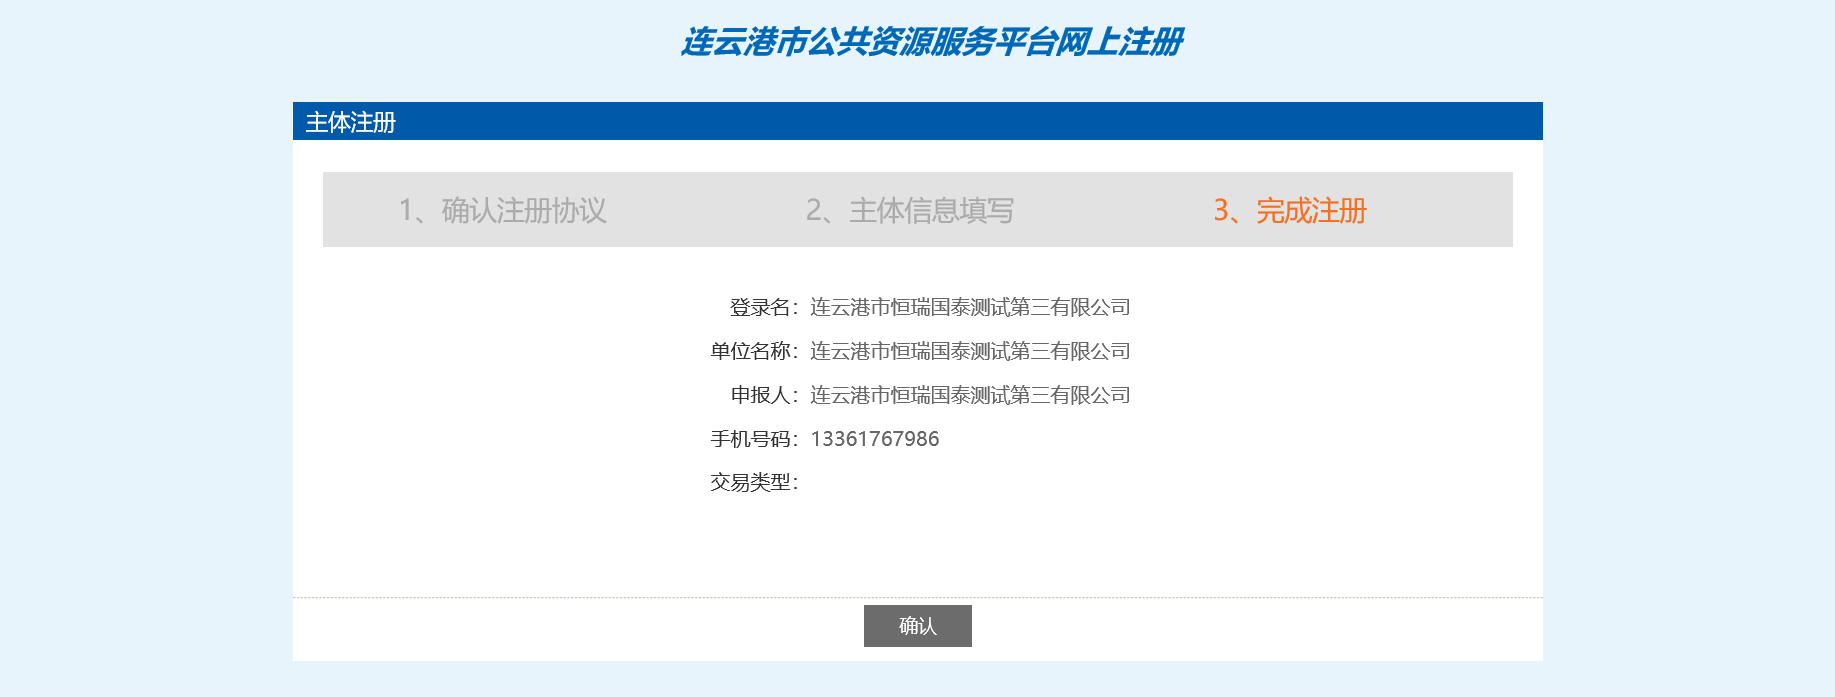 连云港市公共资源服务平台网上注册
主体注册
1、确认注册协议 2、主体信息填写 3、完成注册
登录名：连云港市恒瑞国泰测试第三有限公司
单位名称：连云港市恒瑞国泰测试第三有限公司
申报人：连云港市恒瑞国泰测试第三有限公司
手机号码：13361767986
交易类型：
确认